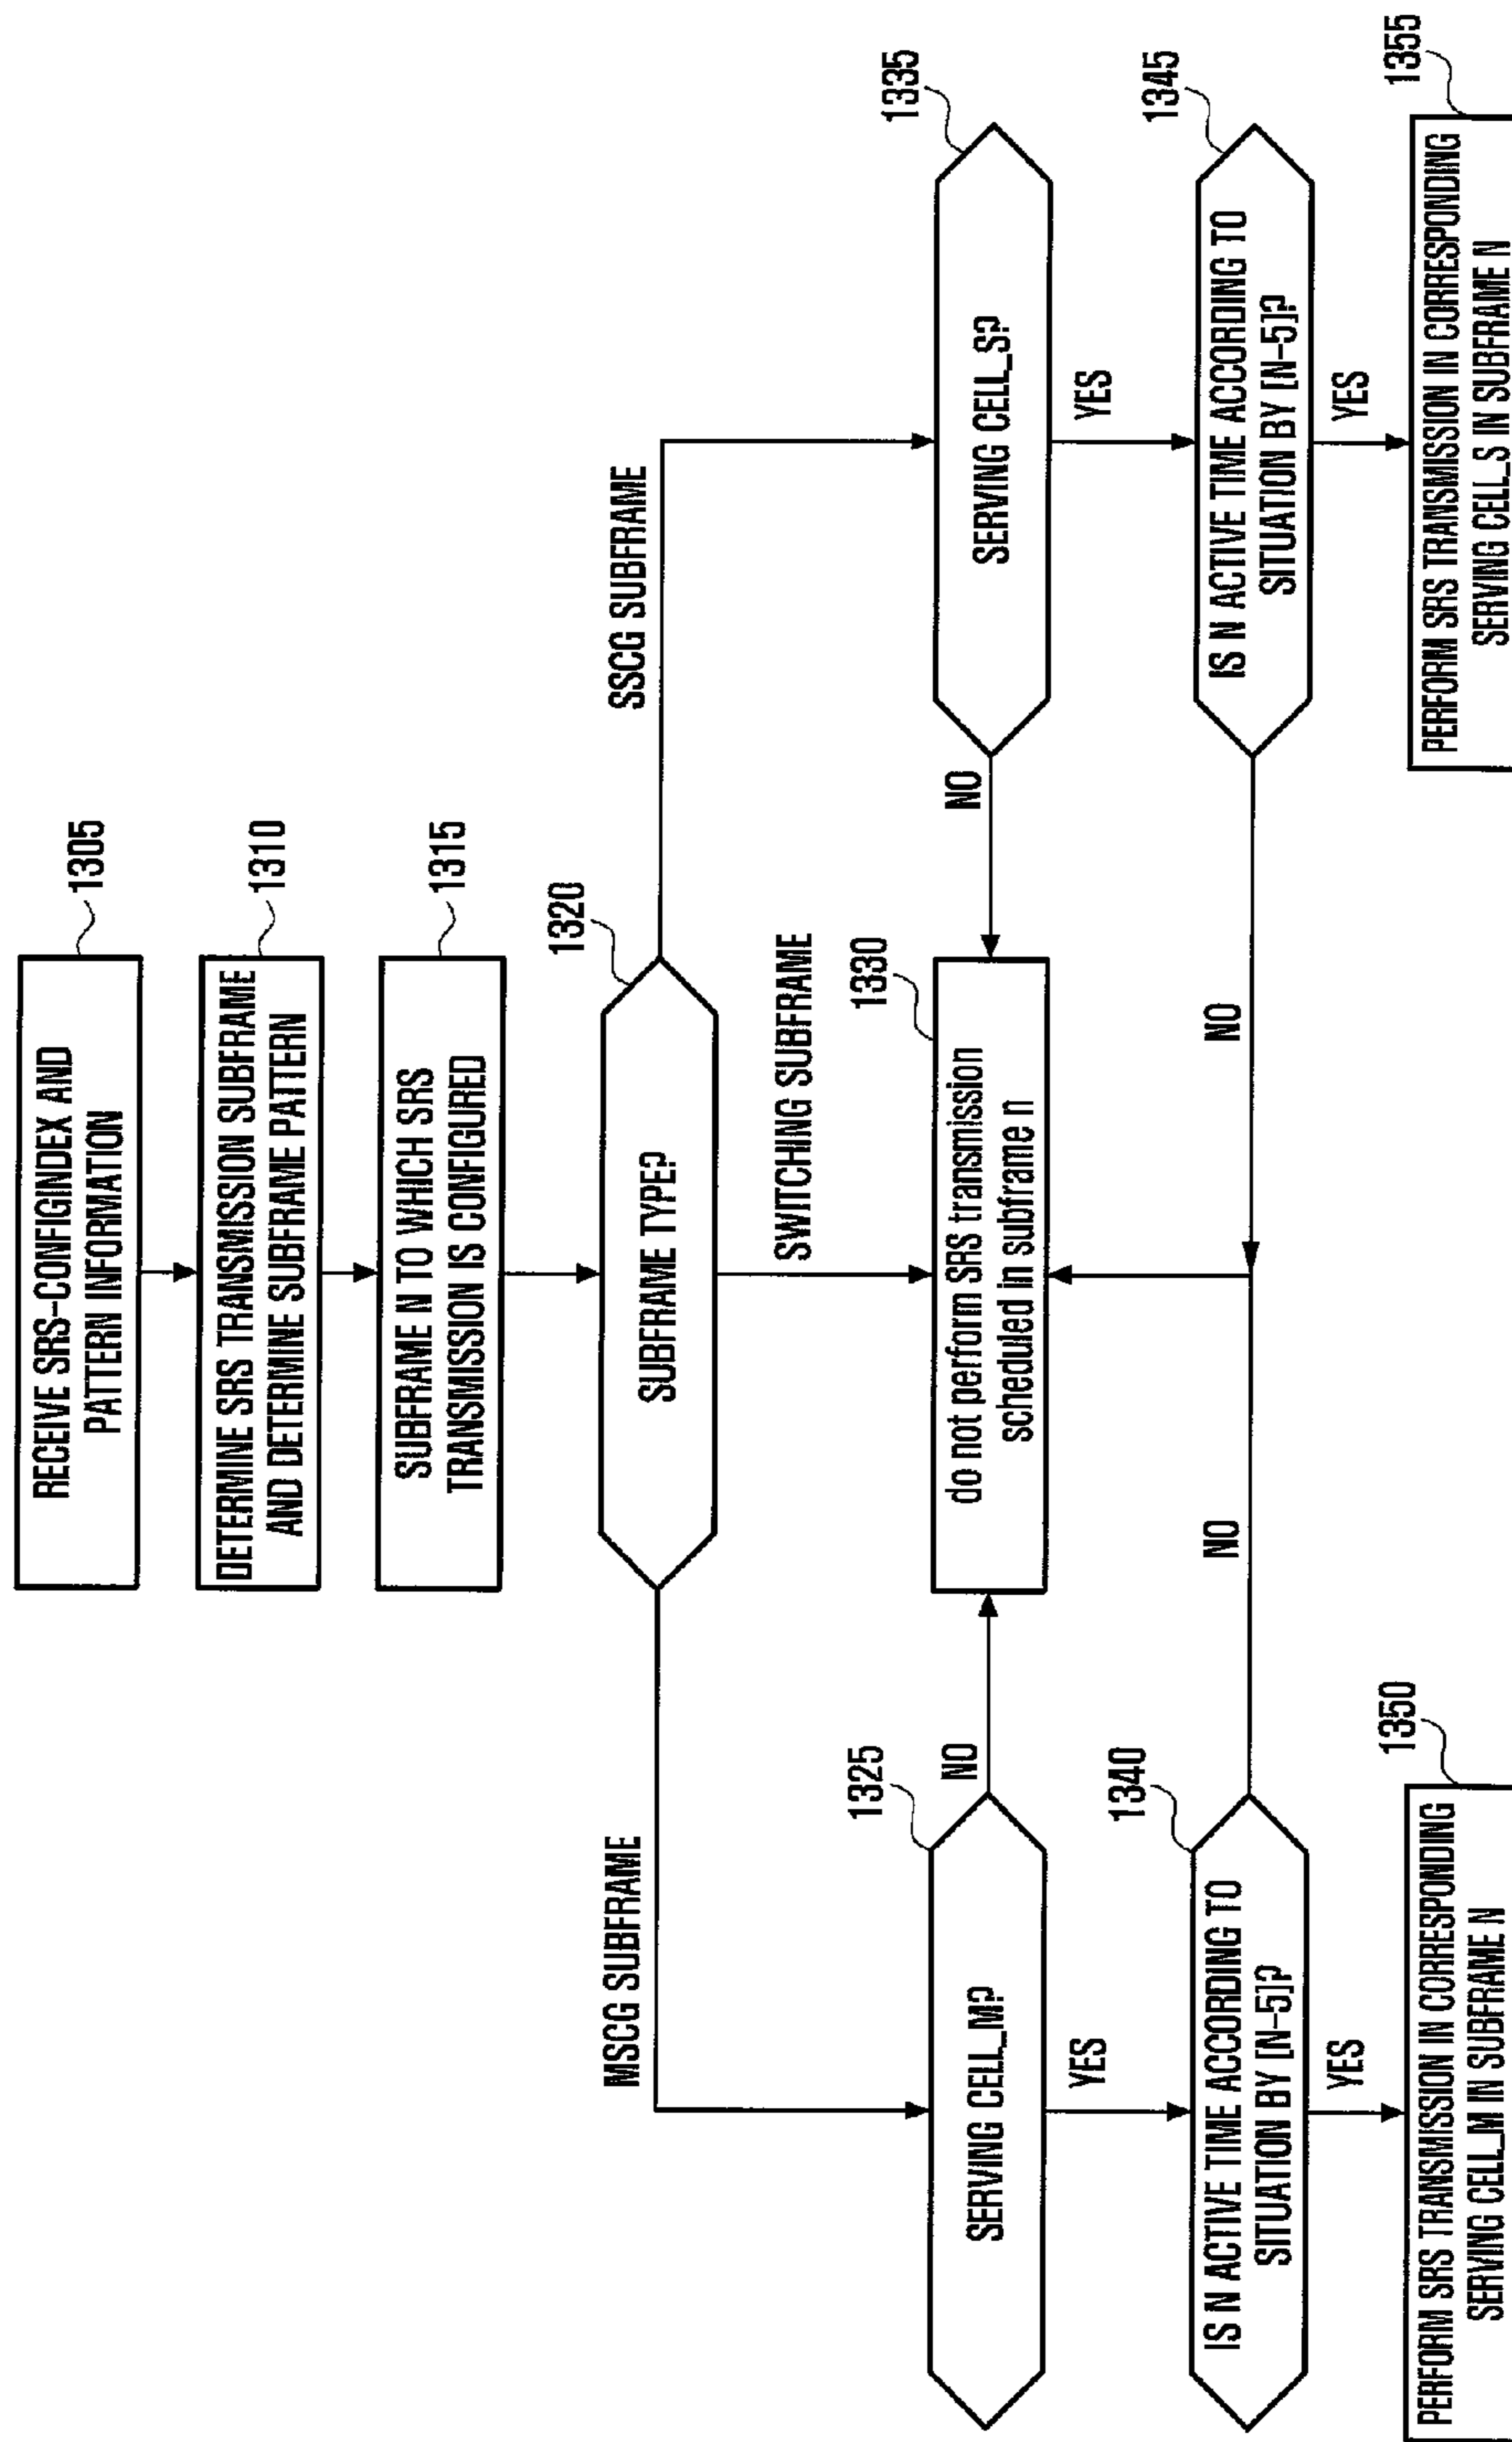 RECEIVE SRS-CONFIGINDEX AND
PATTERN INFORMATION
1305
DETERMINE SRS TRANSMISSION SUBFRAME
AND DETERMINE SUBFRAME PATTERN
1310
SUBFRAME N TO WHICH SRS
TRANSMISSION IS CONFIGURED
1315
1320
SUBFRAME TYPE?
MSCG SUBFRAME
SWITCHING SUBFRAME
SSCG SUBFRAME
1325
SERVING CELL_M?
NO
YES
1330
do not perform SRS transmission
scheduled in subframe n
1335
SERVING CELL_S?
NO
YES
1340
IS N ACTIVE TIME ACCORDING TO
SITUATION BY [N-5]?
NO
YES
1345
IS N ACTIVE TIME ACCORDING TO
SITUATION BY [N-5]?
NO
YES
1350
PERFORM SRS TRANSMISSION IN CORRESPONDING
SERVING CELL_M IN SUBFRAME N
1355
PERFORM SRS TRANSMISSION IN CORRESPONDING
SERVING CELL_S IN SUBFRAME N